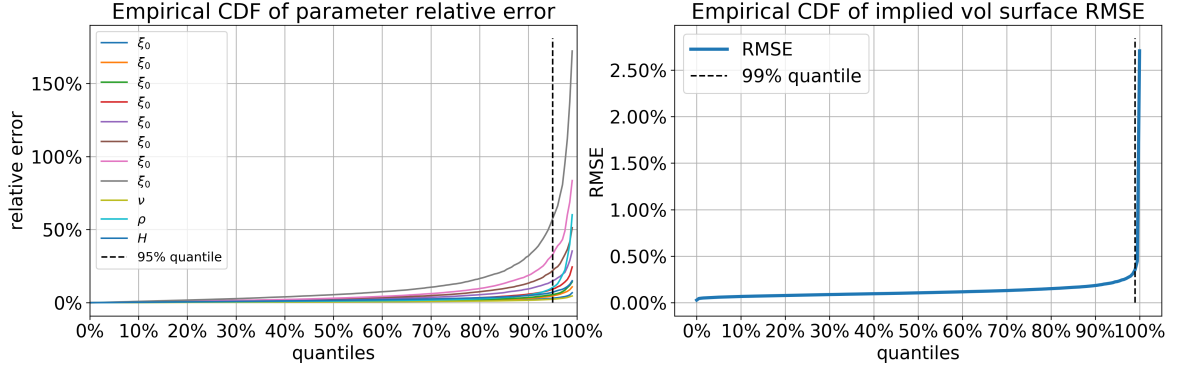 Empirical CDF of parameter relative error
relative error
150%
100%
50%
0%
ξ₀
ξ₀
ξ₀
ξ₀
ξ₀
ξ₀
ξ₀
ξ₀
ν
ρ
H
95% quantile
0% 10% 20% 30% 40% 50% 60% 70% 80% 90% 100%
quantiles
Empirical CDF of implied vol surface RMSE
RMSE
2.50%
2.00%
1.50%
1.00%
0.50%
0.00%
RMSE
99% quantile
0% 10% 20% 30% 40% 50% 60% 70% 80% 90% 100%
quantiles